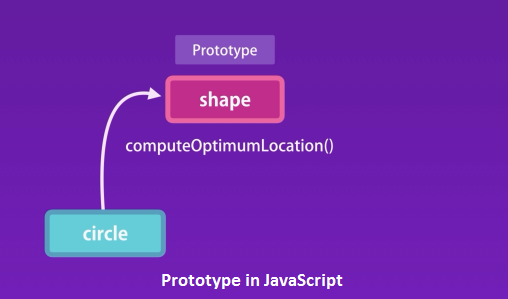 Prototype
shape
computeOptimumLocation()
circle
Prototype in JavaScript